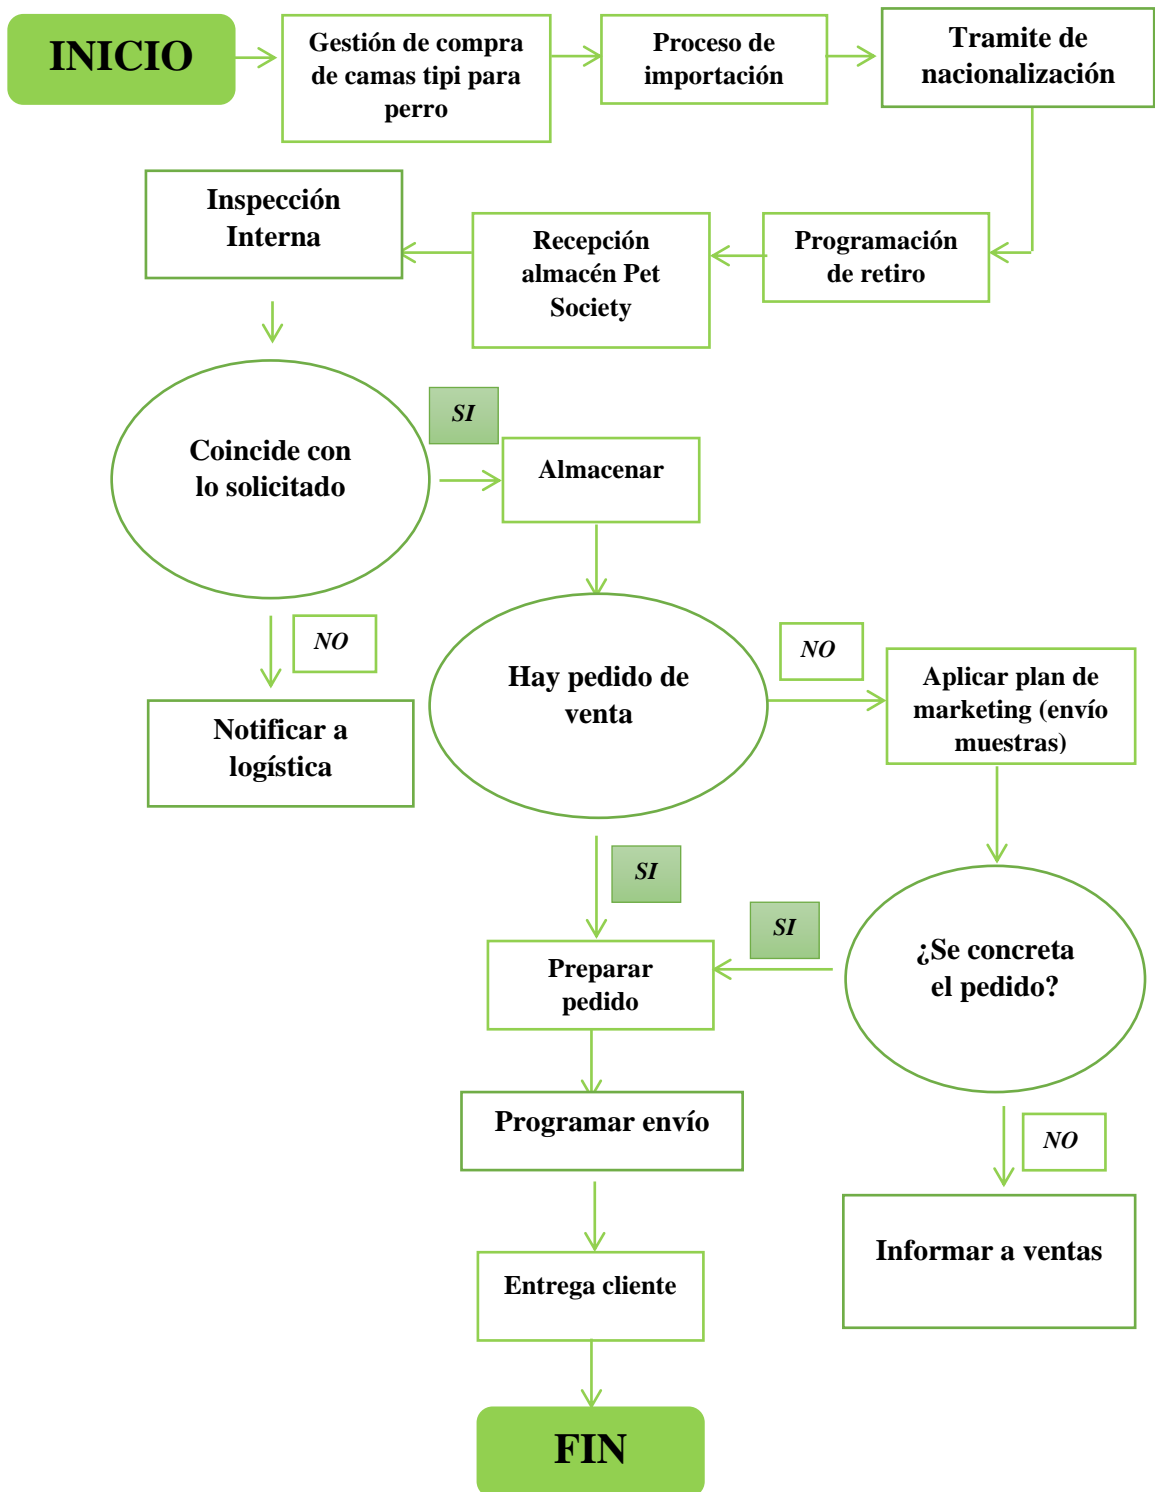 INICIO
Gestión de compra
de camas tipi para
perro
Proceso de
importación
Tramite de
nacionalización
Inspección
Interna
Recepción
almacén Pet
Society
Programación
de retiro
Coincide con
lo solicitado
SI
Almacenar
NO
Notificar a
logística
Hay pedido de
venta
NO
Aplicar plan de
marketing (envío
muestras)
SI
SI
¿Se concreta
el pedido?
Preparar
pedido
Programar envío
NO
Informar a ventas
Entrega cliente
FIN